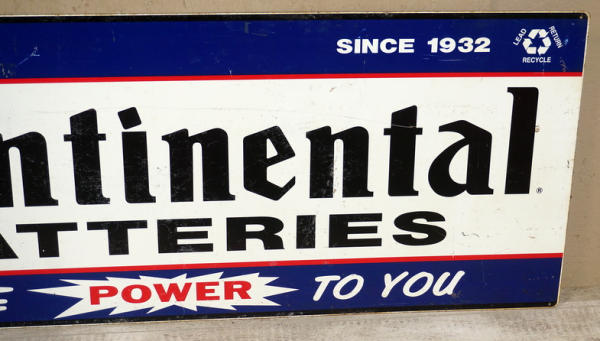 SINCE 1932
LEAD RETURN RECYCLE
ntinental ®
ATTERIES
E POWER TO YOU